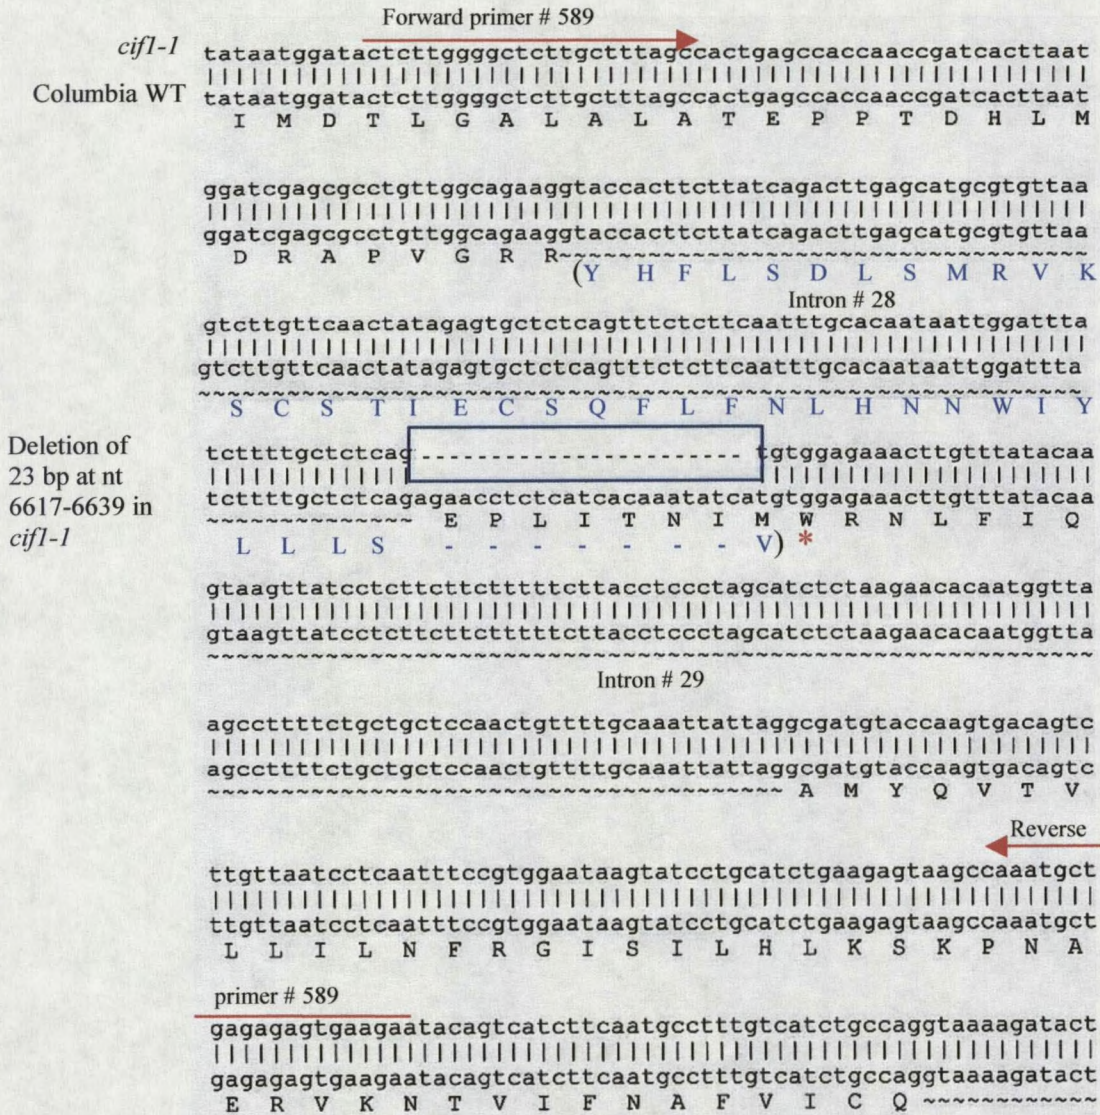 Forward primer # 589
cif1-1 tataatggatactcttggggctcttgctttagccactgagccaccaaccgatcacttaat
Columbia WT tataatggatactcttggggctcttgctttagccactgagccaccaaccgatcacttaat
I M D T L G A L A L A T E P P T D H L M
ggatcgagcgcctgttggcagaaggtaccacttcttatcagacttgagcatgcgtgttaa
ggatcgagcgcctgttggcagaaggtaccacttcttatcagacttgagcatgcgtgttaa
D R A P V G R R~~~~~~~~~~~~~~~~~~~~~~~~~~~~~~~~~~~~
(Y H F L S D L S M R V K
Intron # 28
gtcttgttcaactatagagtgctctcagtttctcttcaatttgcacaataattggattta
gtcttgttcaactatagagtgctctcagtttctcttcaatttgcacaataattggattta
~~~~~~~~~~~~~~~~~~~~~~~~~~~~~~~~~~~~~~~~~~~~~~~~~~~~~~~~~~~~
S C S T I E C S Q F L F N L H N N W I Y
Deletion of
23 bp at nt
6617-6639 in
cif1-1
tcttttgctctcag----------------------- tgtggagaaacttgtttatacaa
tcttttgctctcagagaacctctcatcacaaatatcatgtggagaaacttgtttatacaa
~~~~~~~~~~~~~~ E P L I T N I M W R N L F I Q
L L L S - - - - - - - V) *
gtaagttatcctcttcttctttttcttacctccctagcatctctaagaacacaatggtta
gtaagttatcctcttcttctttttcttacctccctagcatctctaagaacacaatggtta
~~~~~~~~~~~~~~~~~~~~~~~~~~~~~~~~~~~~~~~~~~~~~~~~~~~~~~~~~~~~
Intron # 29
agccttttctgctgctccaactgttttgcaaattattaggcgatgtaccaagtgacagtc
agccttttctgctgctccaactgttttgcaaattattaggcgatgtaccaagtgacagtc
~~~~~~~~~~~~~~~~~~~~~~~~~~~~~~~~~~~~~~~ A M Y Q V T V
Reverse
ttgttaatcctcaatttccgtggaataagtatcctgcatctgaagagtaagccaaatgct
ttgttaatcctcaatttccgtggaataagtatcctgcatctgaagagtaagccaaatgct
L L I L N F R G I S I L H L K S K P N A
primer # 589
gagagagtgaagaatacagtcatcttcaatgcctttgtcatctgccaggtaaaagatact
gagagagtgaagaatacagtcatcttcaatgcctttgtcatctgccaggtaaaagatact
E R V K N T V I F N A F V I C Q ~~~~~~~~~~~~